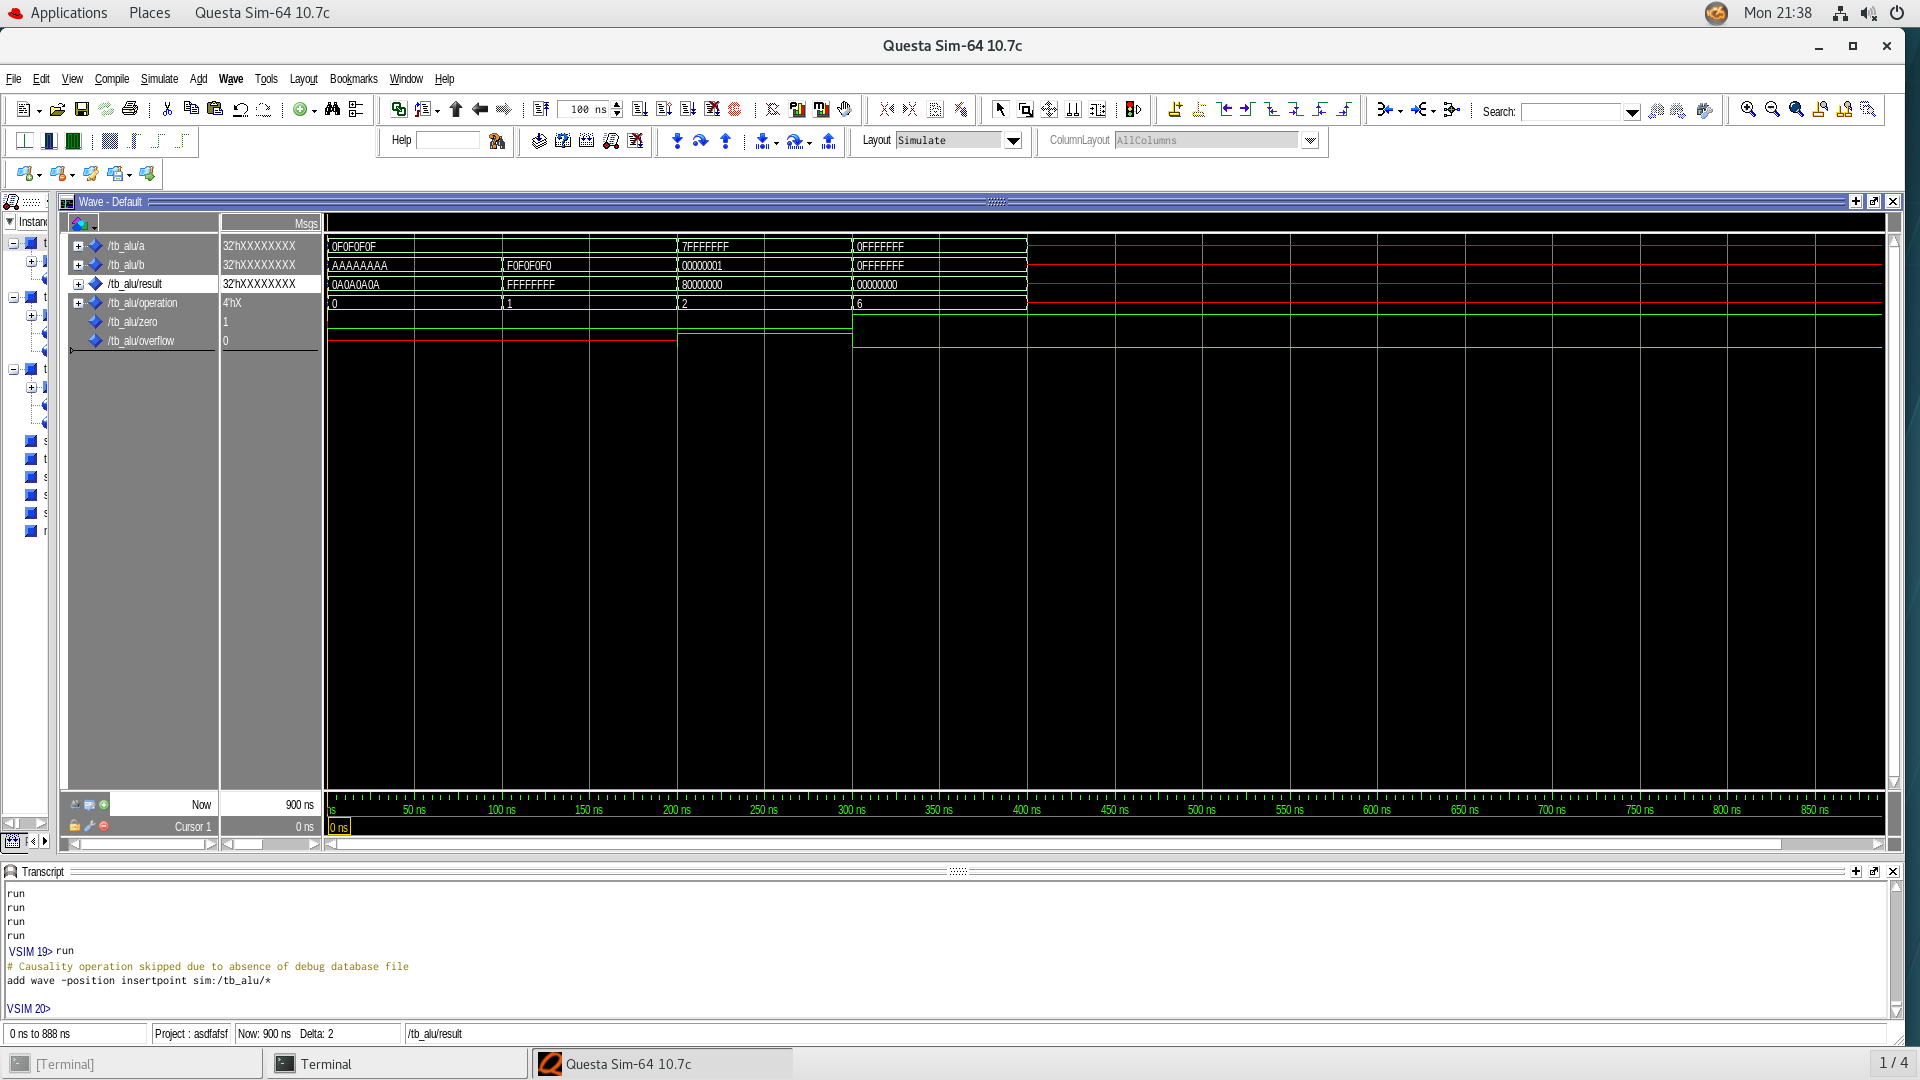 Applications Places Questa Sim-64 10.7c Mon 21:38
Questa Sim-64 10.7c
File Edit View Compile Simulate Add Wave Tools Layout Bookmarks Window Help
100 ns Search:
Help Layout Simulate ColumnLayout AllColumns
Wave - Default
Msgs
/tb_alu/a 32'hXXXXXXXX 0F0F0F0F 7FFFFFFF 0FFFFFFF
/tb_alu/b 32'hXXXXXXXX AAAAAAAA F0F0F0F0 00000001 0FFFFFFF
/tb_alu/result 32'hXXXXXXXX 0A0A0A0A FFFFFFFF 80000000 00000000
/tb_alu/operation 4'hX 0 1 2 6
/tb_alu/zero 1
/tb_alu/overflow 0
Now 900 ns ns 50 ns 100 ns 150 ns 200 ns 250 ns 300 ns 350 ns 400 ns 450 ns 500 ns 550 ns 600 ns 650 ns 700 ns 750 ns 800 ns 850 ns
Cursor 1 0 ns 0 ns
Transcript
run
run
run
run
VSIM 19> run
# Causality operation skipped due to absence of debug database file
add wave -position insertpoint sim:/tb_alu/*
VSIM 20>
0 ns to 888 ns Project : asdfafsf Now: 900 ns Delta: 2 /tb_alu/result
[Terminal] Terminal Questa Sim-64 10.7c 1 / 4